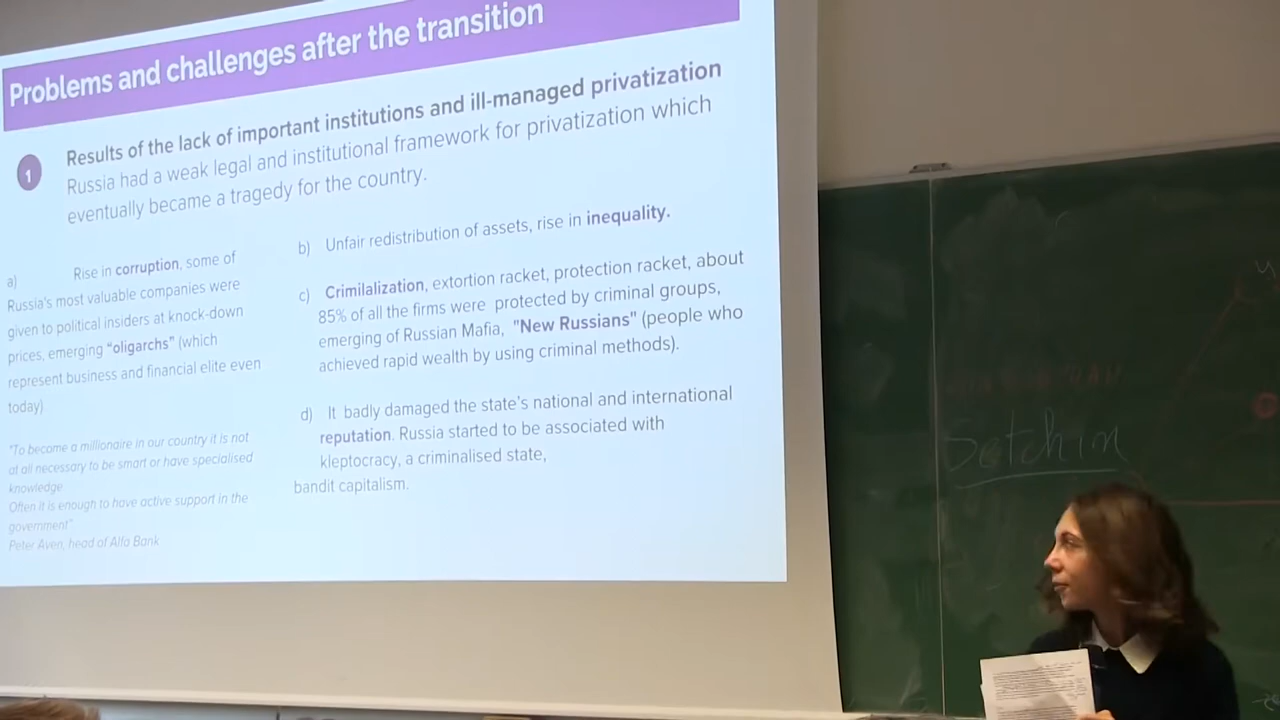 Problems and challenges after the transition
1
Results of the lack of important institutions and ill-managed privatization
Russia had a weak legal and institutional framework for privatization which
eventually became a tragedy for the country.
a) Rise in corruption, some of
Russia's most valuable companies were
given to political insiders at knock-down
prices, emerging “oligarchs” (which
represent business and financial elite even
today)
"To become a millionaire in our country it is not
at all necessary to be smart or have specialised
knowledge
Often it is enough to have active support in the
government"
Peter Aven, head of Alfa Bank
b) Unfair redistribution of assets, rise in inequality.
c) Crimilalization, extortion racket, protection racket, about
85% of all the firms were protected by criminal groups,
emerging of Russian Mafia, "New Russians" (people who
achieved rapid wealth by using criminal methods).
d) It badly damaged the state's national and international
reputation. Russia started to be associated with
kleptocracy, a criminalised state,
bandit capitalism.
Setchin